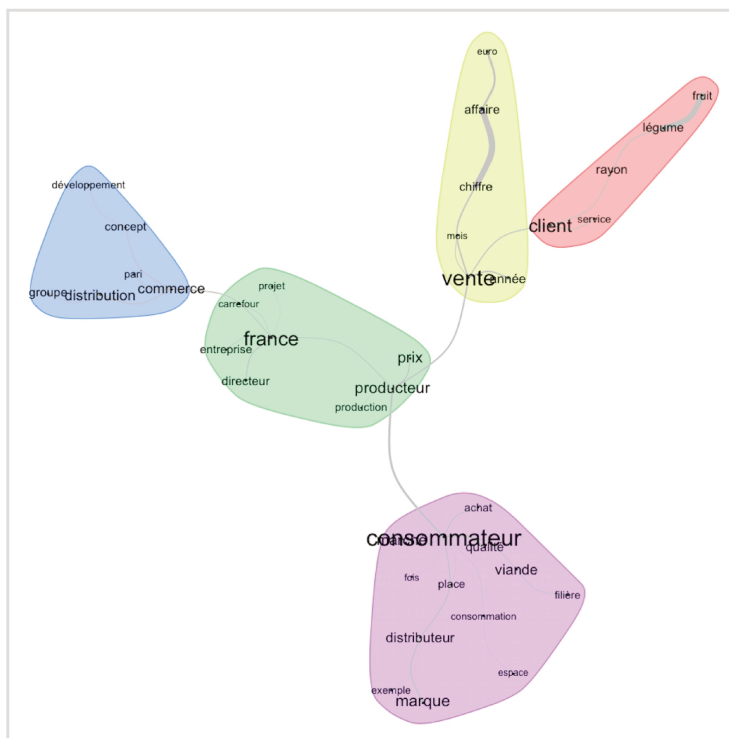 euro
affaire
chiffre
mois
vente
année
fruit
légume
rayon
service
client
développement
concept
pari
groupe
distribution
commerce
projet
carrefour
france
entreprise
directeur
prix
producteur
production
achat
consommateur
qualité
viande
fois
place
filière
consommation
distributeur
espace
exemple
marque